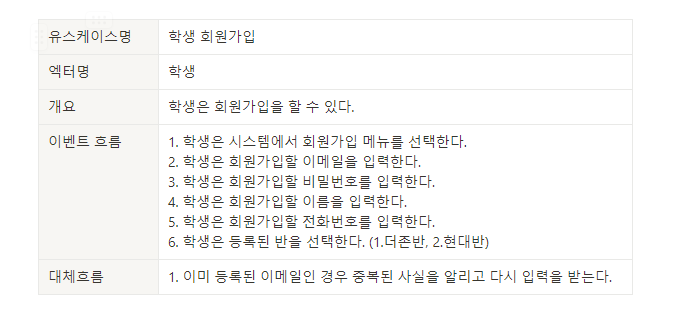 유스케이스명 학생 회원가입
엑터명 학생
개요 학생은 회원가입을 할 수 있다.
이벤트 흐름 1. 학생은 시스템에서 회원가입 메뉴를 선택한다.
2. 학생은 회원가입할 이메일을 입력한다.
3. 학생은 회원가입할 비밀번호를 입력한다.
4. 학생은 회원가입할 이름을 입력한다.
5. 학생은 회원가입할 전화번호를 입력한다.
6. 학생은 등록된 반을 선택한다. (1.더존반, 2.현대반)
대체흐름 1. 이미 등록된 이메일인 경우 중복된 사실을 알리고 다시 입력을 받는다.